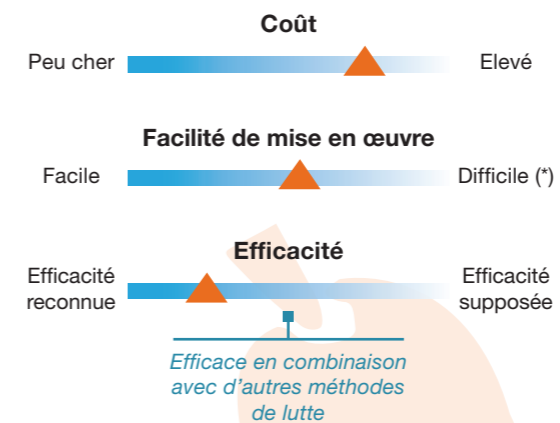 Coût
Peu cher
Elevé
Facilité de mise en œuvre
Facile
Difficile (*)
Efficacité
Efficacité
reconnue
Efficacité
supposée
Efficace en combinaison
avec d'autres méthodes
de lutte